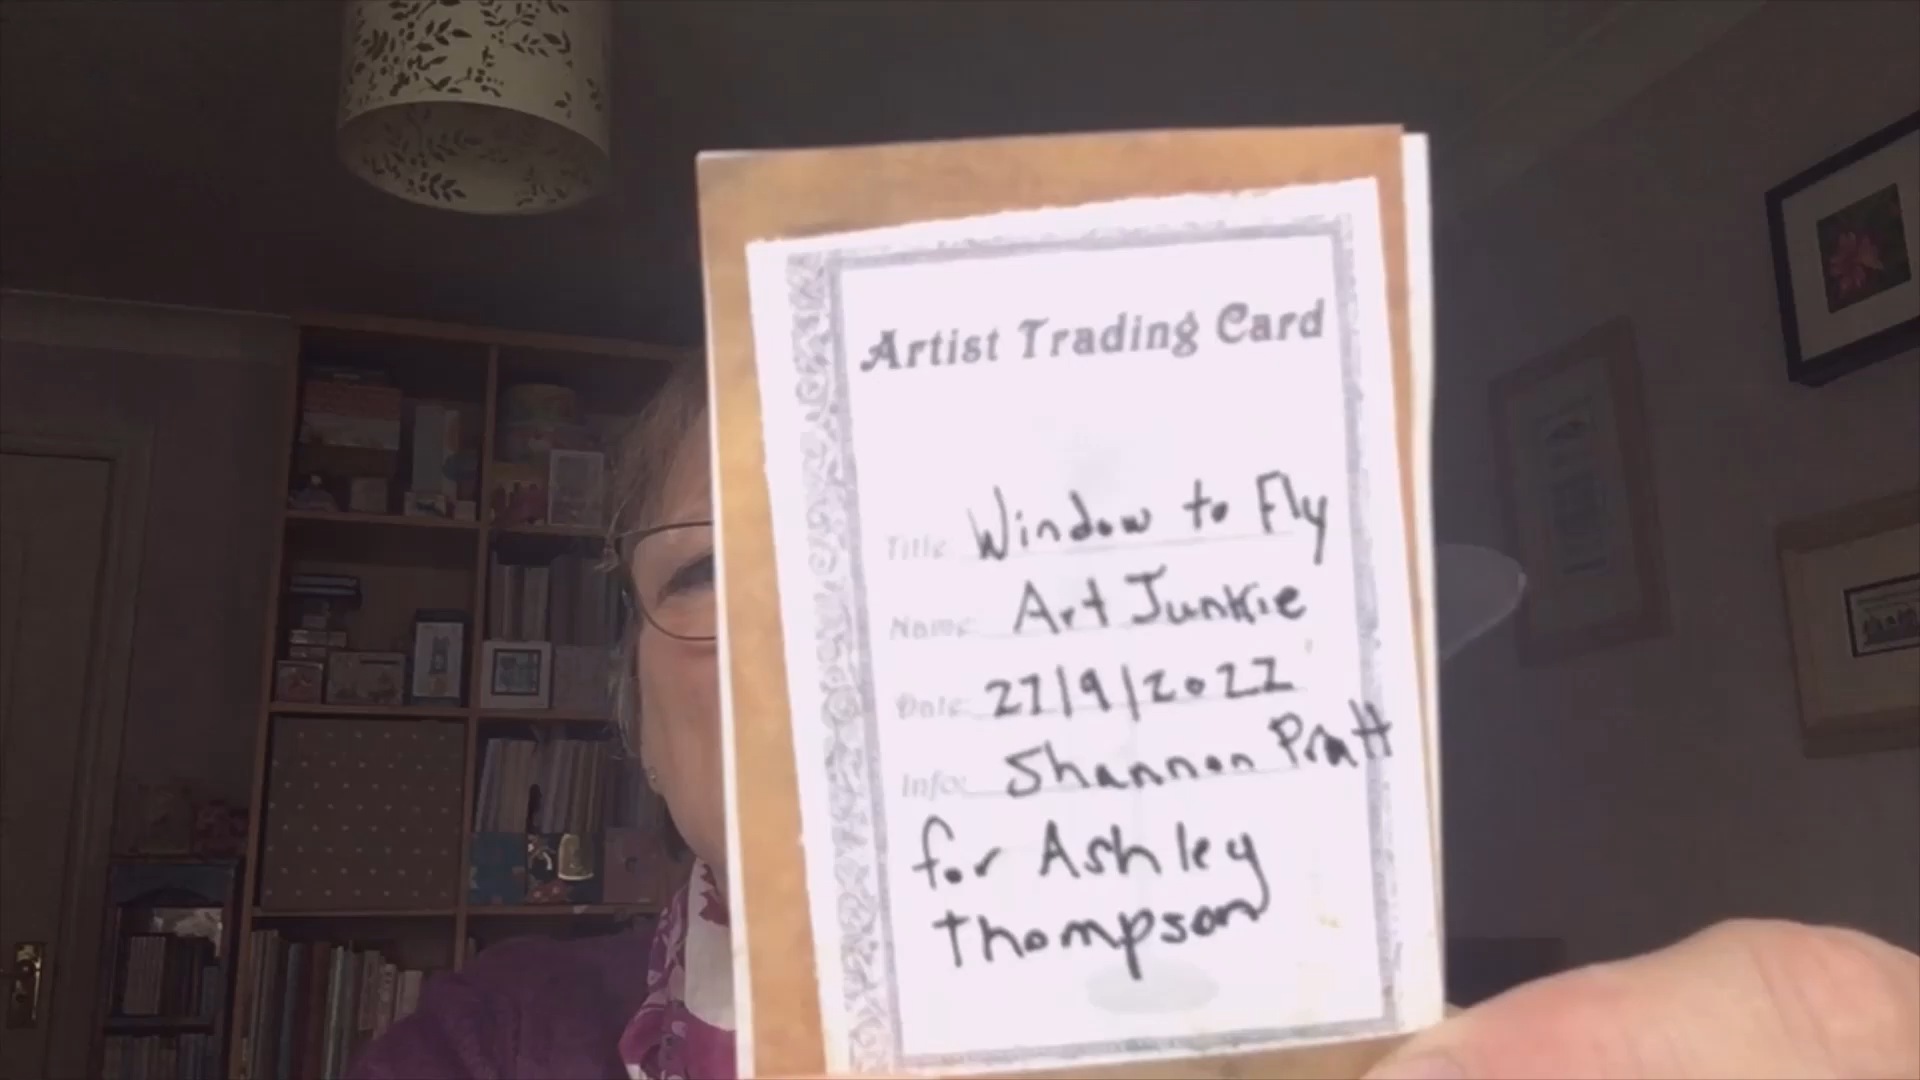 Artist Trading Card
Title: Window to Fly
Name: Art Junkie
Date: 27/9/2022
Info: Shannon Pratt
for Ashley
Thompson